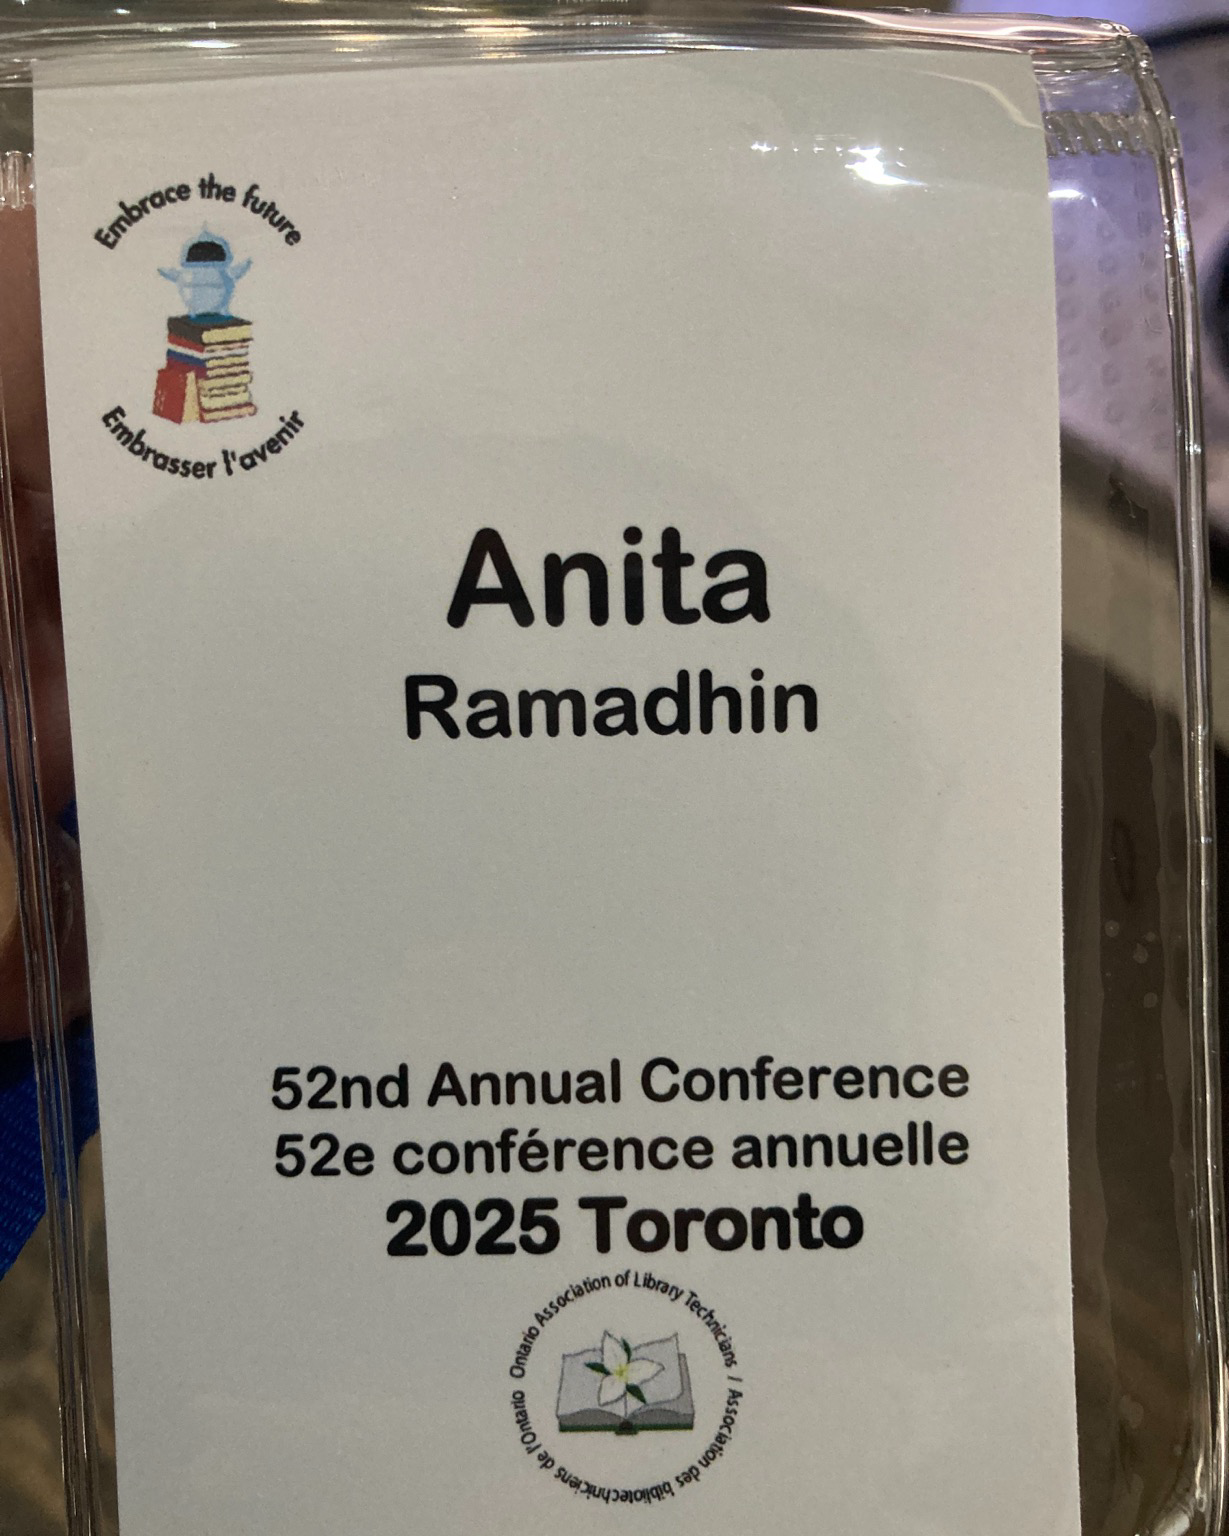 Embrace the future
Embrasser l'avenir
Anita
Ramadhin
52nd Annual Conference
52e conférence annuelle
2025 Toronto
Ontario Association of Library Technicians / Association des bibliotechniciens de l'Ontario